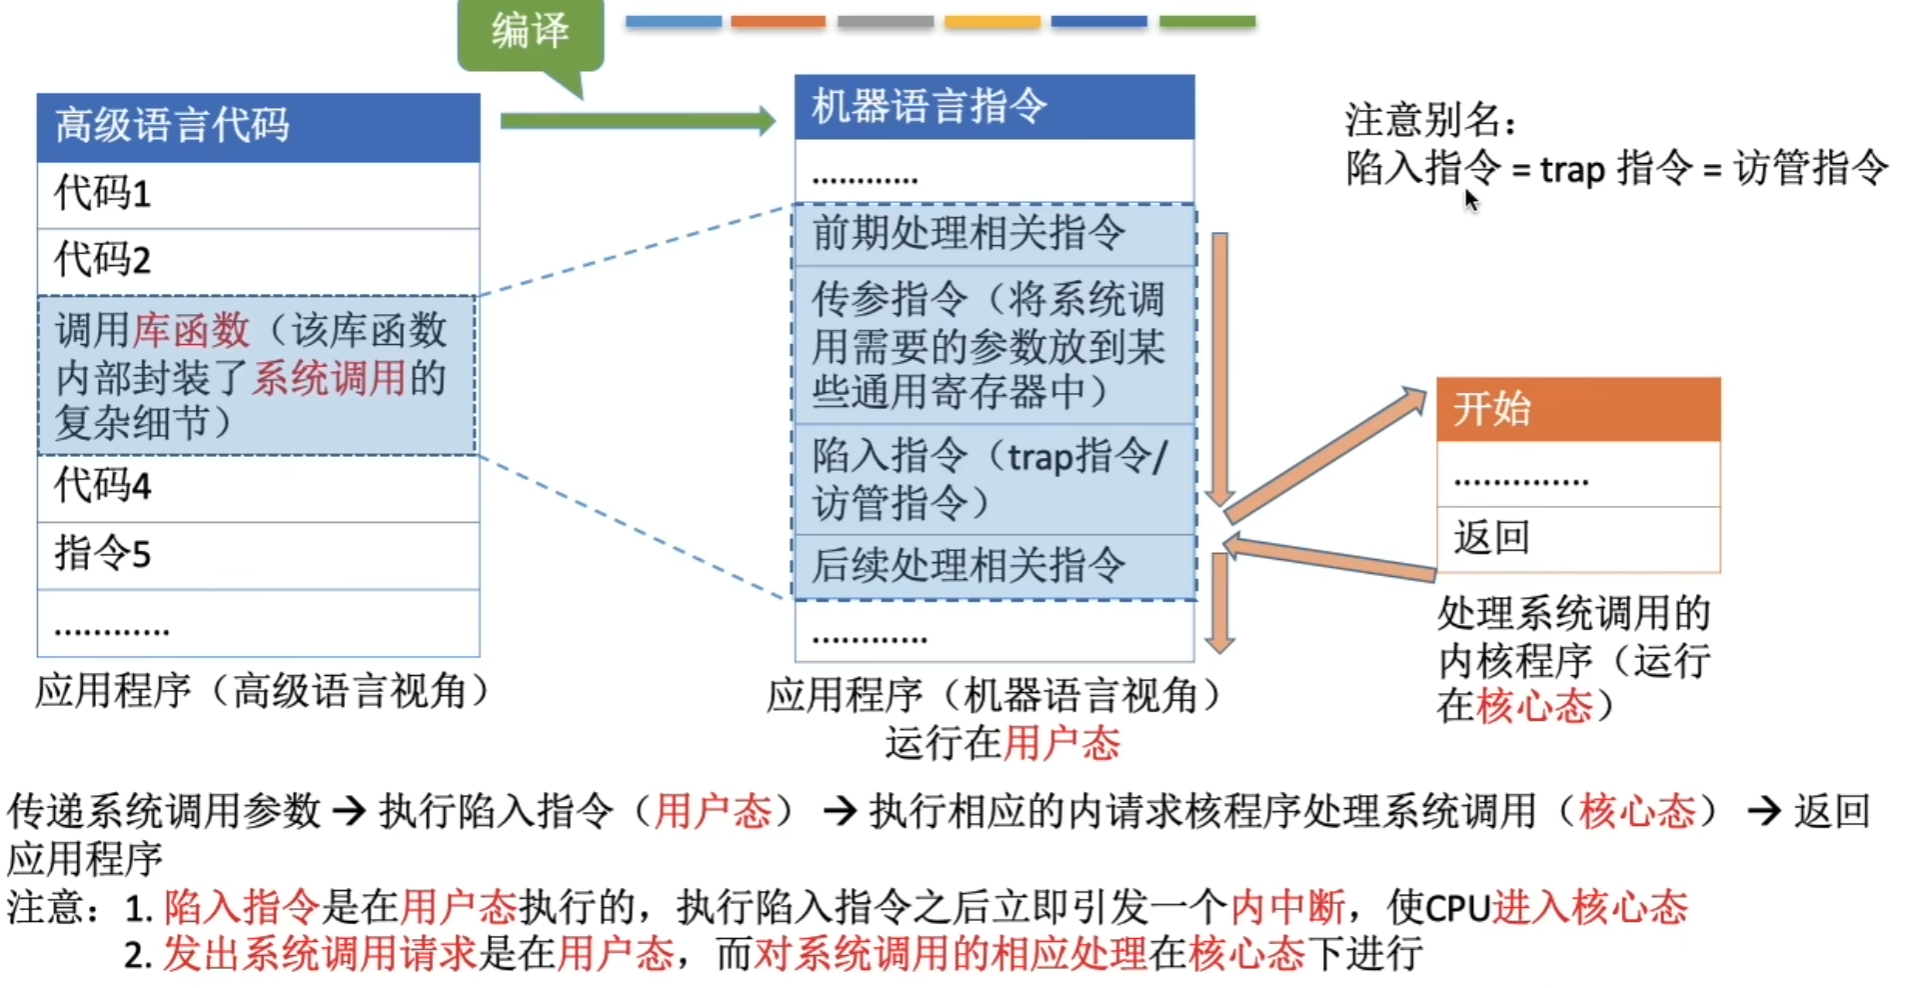 编译
高级语言代码
代码1
代码2
调用库函数（该库函数
内部封装了系统调用的
复杂细节）
代码4
指令5
............
应用程序（高级语言视角）
机器语言指令
............
前期处理相关指令
传参指令（将系统调
用需要的参数放到某
些通用寄存器中）
陷入指令（trap指令/
访管指令）
后续处理相关指令
............
应用程序（机器语言视角）
运行在用户态
注意别名：
陷入指令 = trap 指令 = 访管指令
开始
..............
返回
处理系统调用的
内核程序（运行
在核心态）
传递系统调用参数 → 执行陷入指令（用户态） → 执行相应的内请求核程序处理系统调用（核心态） → 返回
应用程序
注意：1. 陷入指令是在用户态执行的，执行陷入指令之后立即引发一个内中断，使CPU进入核心态
2. 发出系统调用请求是在用户态，而对系统调用的相应处理在核心态下进行